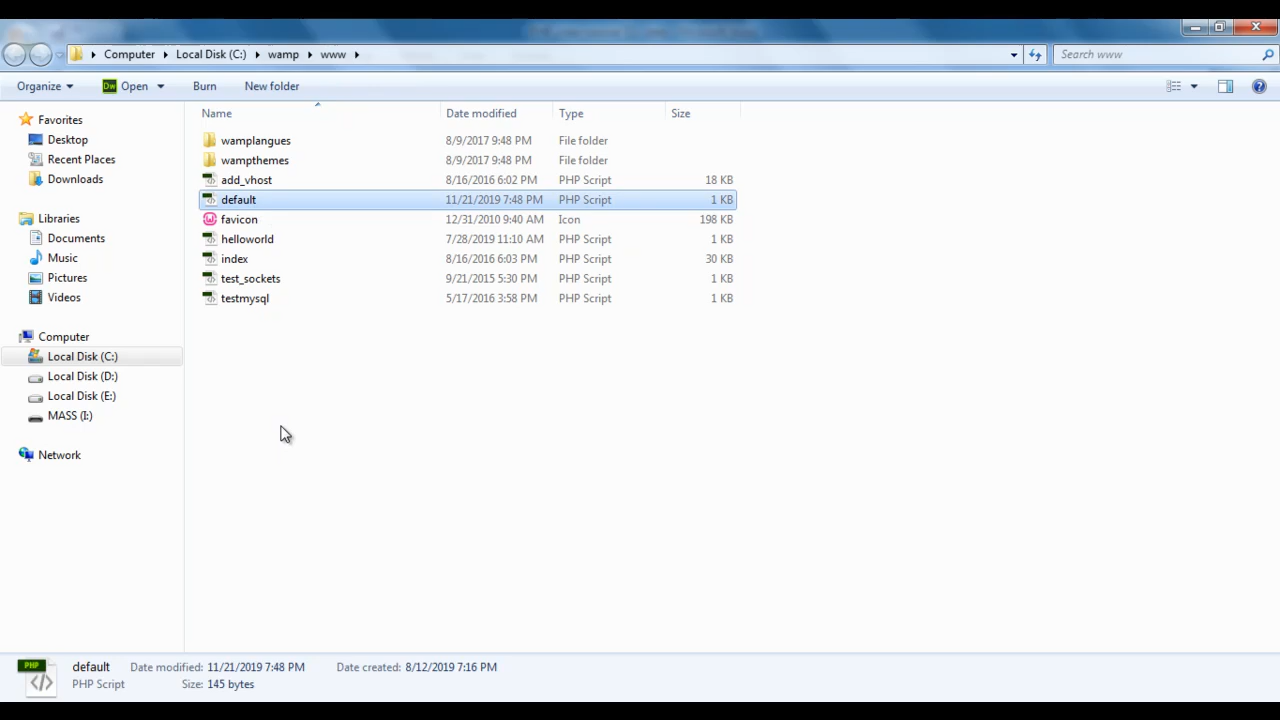 Computer Local Disk (C:) wamp www Search www
Organize Open Burn New folder
Name Date modified Type Size
Favorites
Desktop
Recent Places
Downloads
Libraries
Documents
Music
Pictures
Videos
Computer
Local Disk (C:)
Local Disk (D:)
Local Disk (E:)
MASS (I:)
Network
wamplangues 8/9/2017 9:48 PM File folder
wampthemes 8/9/2017 9:48 PM File folder
add_vhost 8/16/2016 6:02 PM PHP Script 18 KB
default 11/21/2019 7:48 PM PHP Script 1 KB
favicon 12/31/2010 9:40 AM Icon 198 KB
helloworld 7/28/2019 11:10 AM PHP Script 1 KB
index 8/16/2016 6:03 PM PHP Script 30 KB
test_sockets 9/21/2015 5:30 PM PHP Script 1 KB
testmysql 5/17/2016 3:58 PM PHP Script 1 KB
PHP
default Date modified: 11/21/2019 7:48 PM Date created: 8/12/2019 7:16 PM
PHP Script Size: 145 bytes